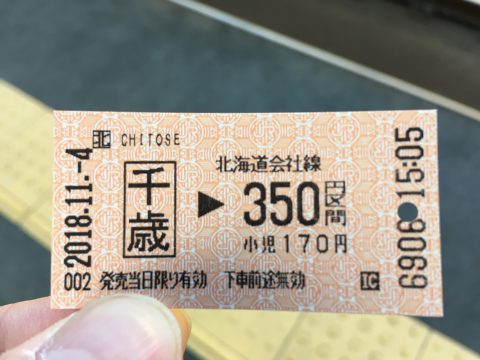 北 CHITOSE
千歳 ▶ 北海道会社線
350円区間
小児170円
2018.11.-4
002 発売当日限り有効 下車前途無効 IC
6906 15:05